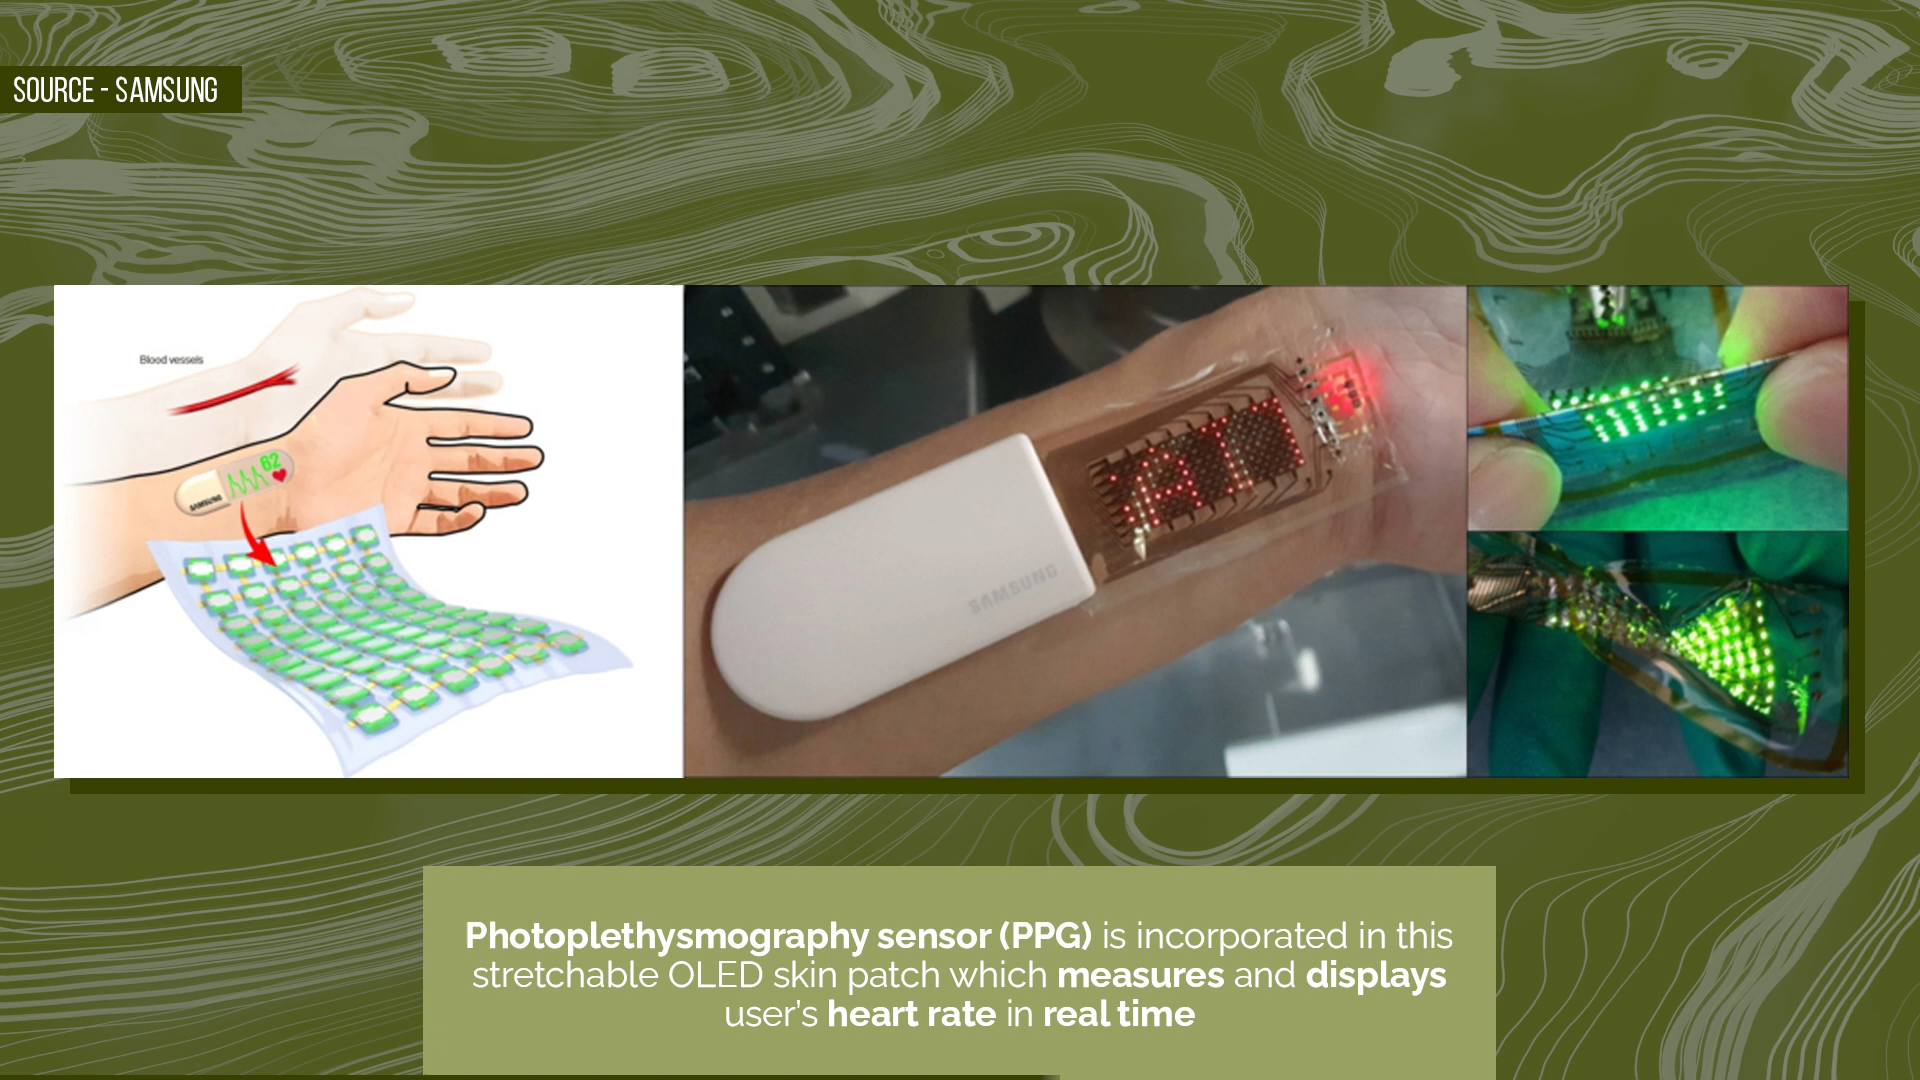 SOURCE - SAMSUNG
Blood vessels
62
SAMSUNG
SAMSUNG
Photoplethysmography sensor (PPG) is incorporated in this
stretchable OLED skin patch which measures and displays
user's heart rate in real time